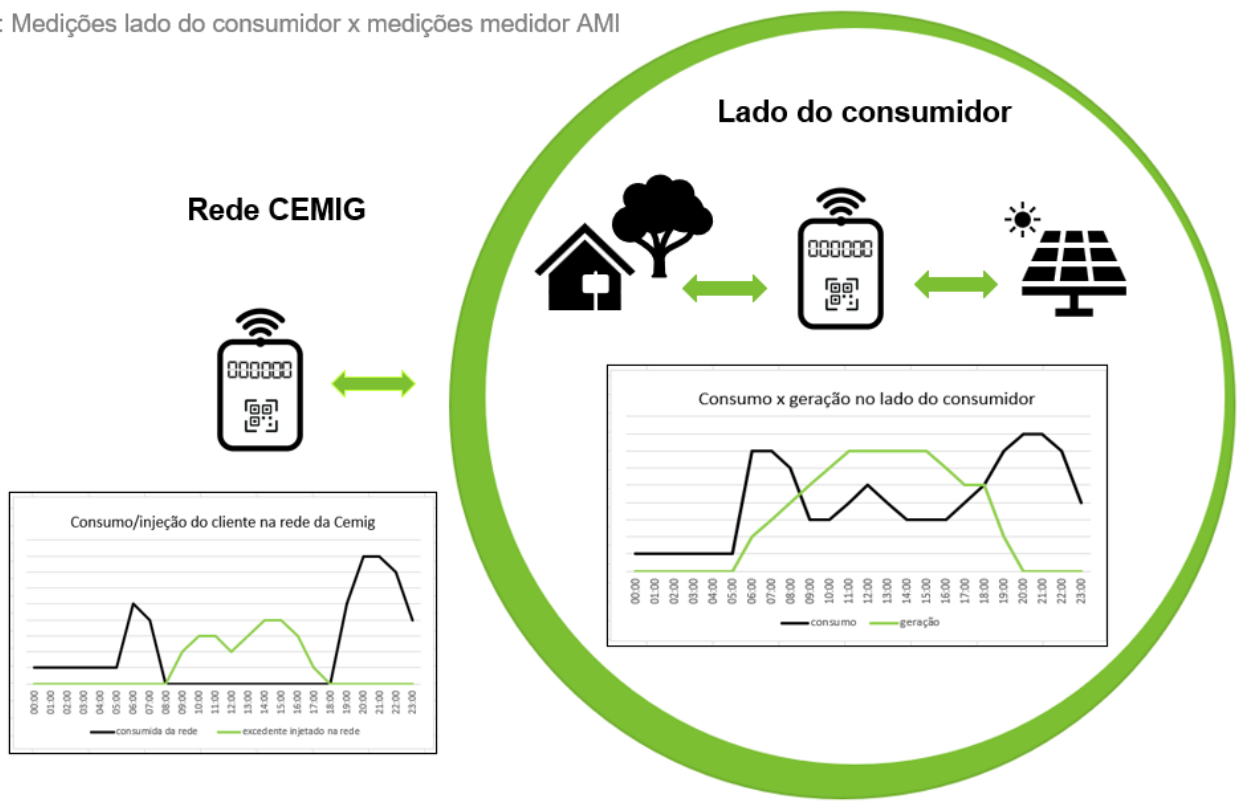 : Medições lado do consumidor x medições medidor AMI
Lado do consumidor
Rede CEMIG
000000
000000
Consumo x geração no lado do consumidor
00:00 01:00 02:00 03:00 04:00 05:00 06:00 07:00 08:00 09:00 10:00 11:00 12:00 13:00 14:00 15:00 16:00 17:00 18:00 19:00 20:00 21:00 22:00 23:00
consumo geração
Consumo/injeção do cliente na rede da Cemig
00:00 01:00 02:00 03:00 04:00 05:00 06:00 07:00 08:00 09:00 10:00 11:00 12:00 13:00 14:00 15:00 16:00 17:00 18:00 19:00 20:00 21:00 22:00 23:00
consumida da rede excedente injetado na rede